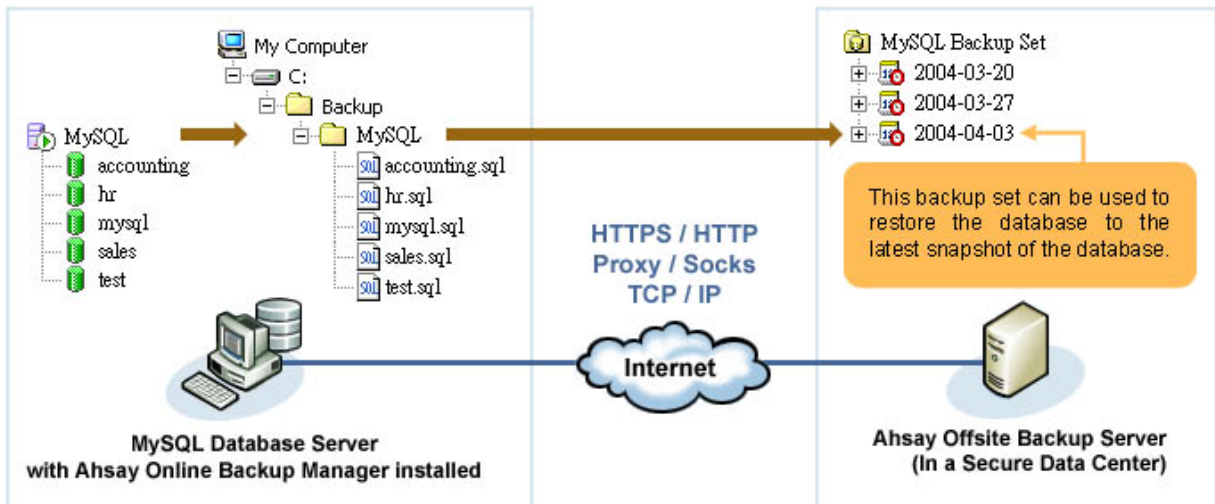 My Computer
C:
Backup
MySQL
accounting
hr
mysql
sales
test
MySQL
accounting.sql
hr.sql
mysql.sql
sales.sql
test.sql
HTTPS / HTTP
Proxy / Socks
TCP / IP
Internet
MySQL Database Server
with Ahsay Online Backup Manager installed
MySQL Backup Set
2004-03-20
2004-03-27
2004-04-03
This backup set can be used to
restore the database to the
latest snapshot of the database.
Ahsay Offsite Backup Server
(In a Secure Data Center)